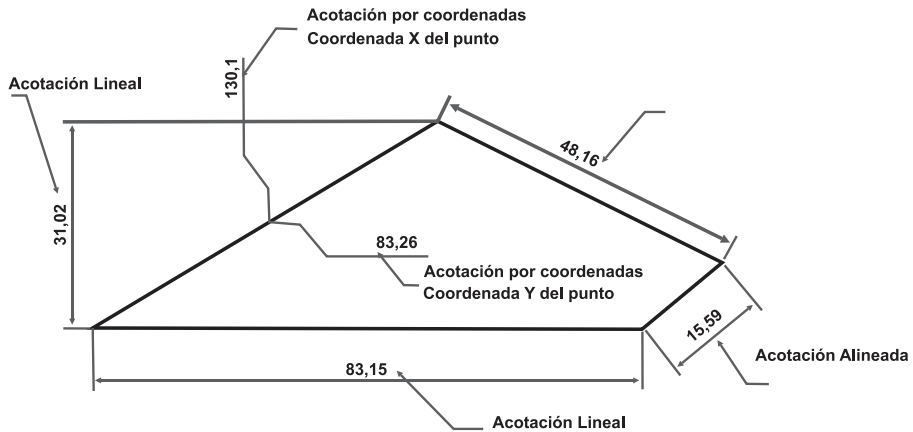 Acotación por coordenadas
Coordenada X del punto
130,1
Acotación Lineal
48,16
31,02
83,26
Acotación por coordenadas
Coordenada Y del punto
15,59
Acotación Alineada
83,15
Acotación Lineal